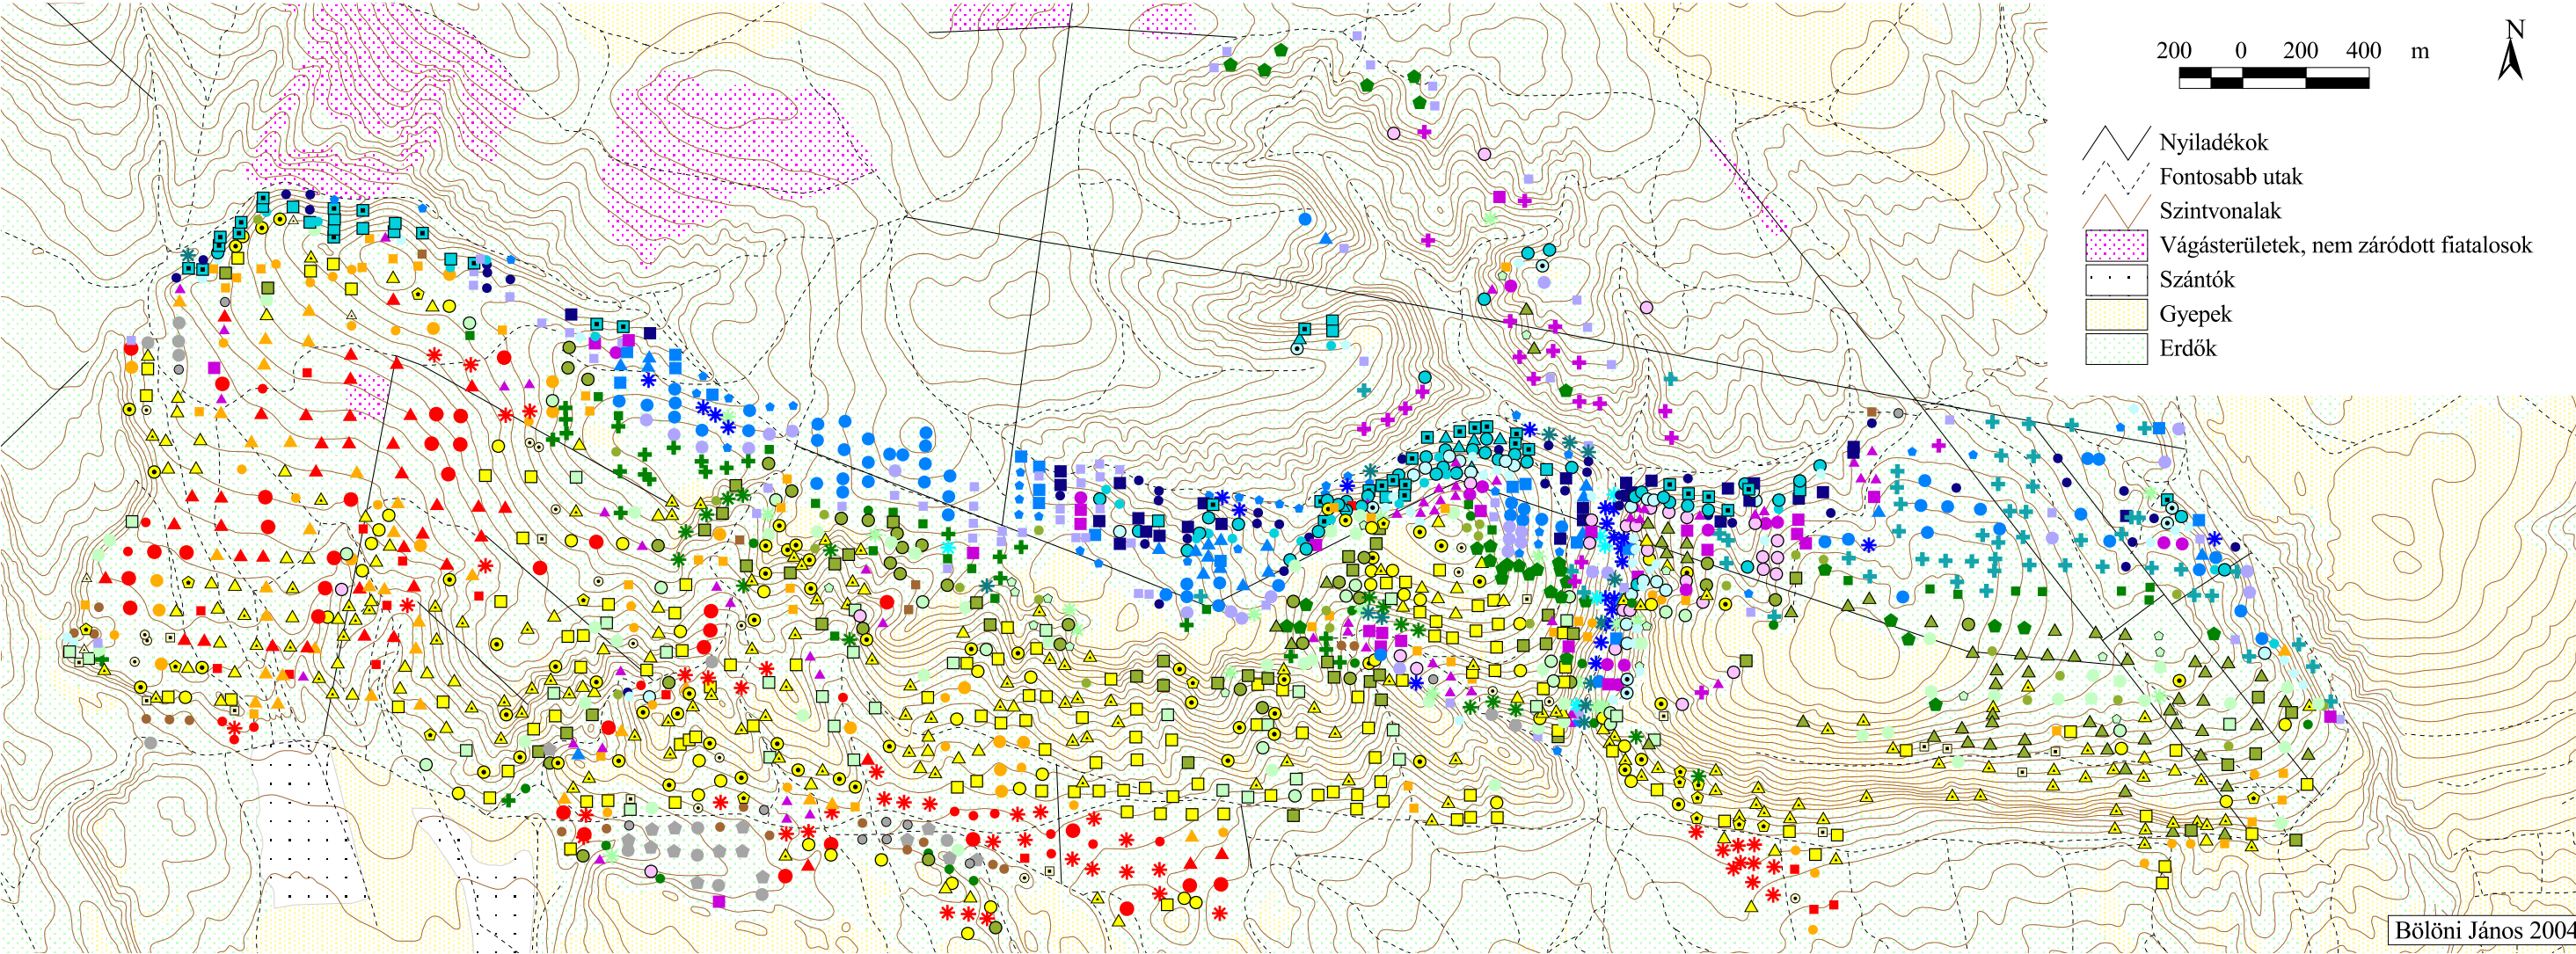 N
200 0 200 400 m
Nyiladékok
Fontosabb utak
Szintvonalak
Vágásterületek, nem záródott fiatalosok
Szántók
Gyepek
Erdők
Bölöni János 2004